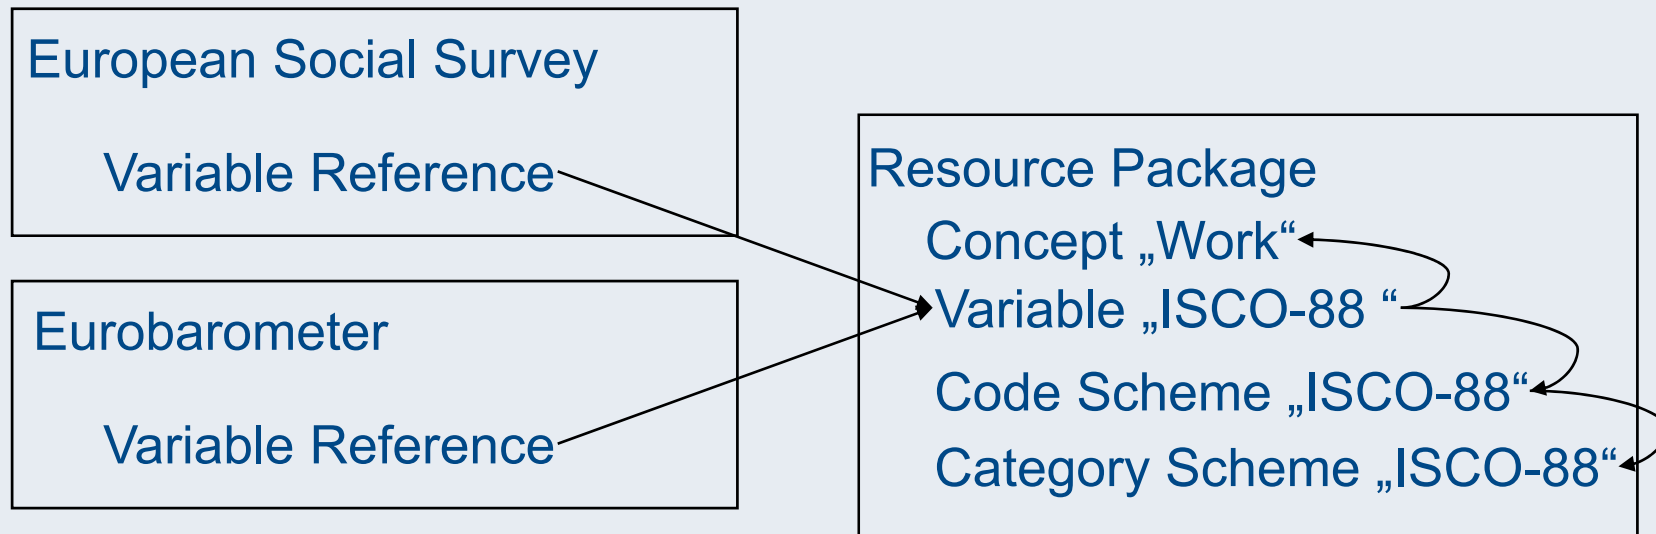 European Social Survey
Variable Reference
Eurobarometer
Variable Reference
Resource Package
Concept „Work“
Variable „ISCO-88 “
Code Scheme „ISCO-88“
Category Scheme „ISCO-88“